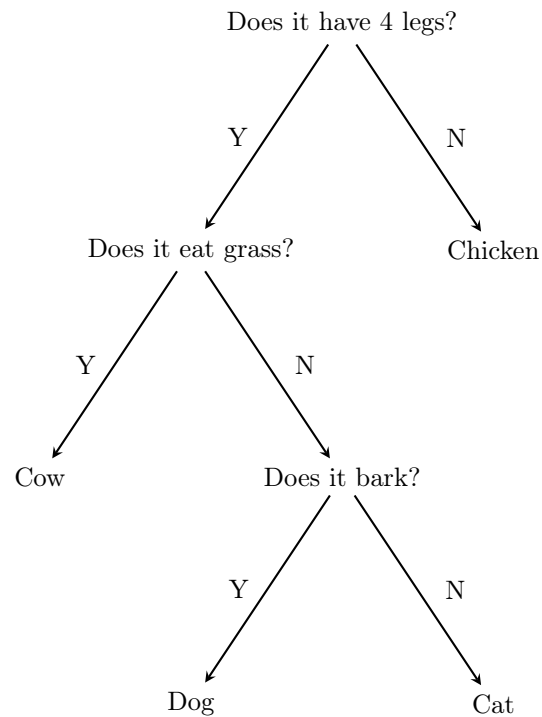 Does it have 4 legs?
Y
N
Does it eat grass?
Chicken
Y
N
Cow
Does it bark?
Y
N
Dog
Cat